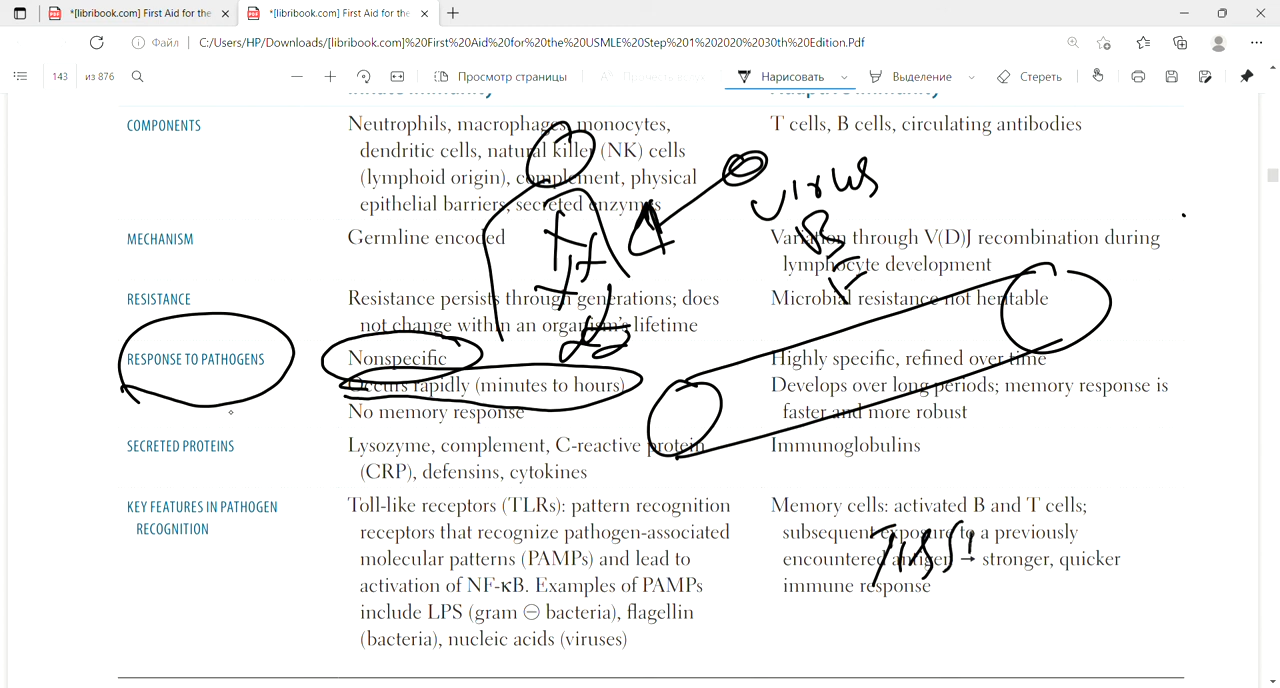 *[libribook.com] First Aid for the
*[libribook.com] First Aid for the
Файл
C:/Users/HP/Downloads/[libribook.com]%20First%20Aid%20for%20the%20USMLE%20Step%201%202020%2030th%20Edition.Pdf
143 из 876
Просмотр страницы
Нарисовать
Выделение
Стереть
COMPONENTS
Neutrophils, macrophages, monocytes,
dendritic cells, natural killer (NK) cells
(lymphoid origin), complement, physical
epithelial barriers, secreted enzymes
T cells, B cells, circulating antibodies
virus
B
F
MECHANISM
Germline encoded
Variation through V(D)J recombination during
lymphocyte development
RESISTANCE
Resistance persists through generations; does
not change within an organism's lifetime
Microbial resistance not heritable
RESPONSE TO PATHOGENS
Nonspecific
Occurs rapidly (minutes to hours)
No memory response
Highly specific, refined over time
Develops over long periods; memory response is
faster and more robust
SECRETED PROTEINS
Lysozyme, complement, C-reactive protein
(CRP), defensins, cytokines
Immunoglobulins
KEY FEATURES IN PATHOGEN
RECOGNITION
Toll-like receptors (TLRs): pattern recognition
receptors that recognize pathogen-associated
molecular patterns (PAMPs) and lead to
activation of NF-κB. Examples of PAMPs
include LPS (gram ⊖ bacteria), flagellin
(bacteria), nucleic acids (viruses)
Memory cells: activated B and T cells;
subsequent exposure to a previously
encountered antigen → stronger, quicker
immune response